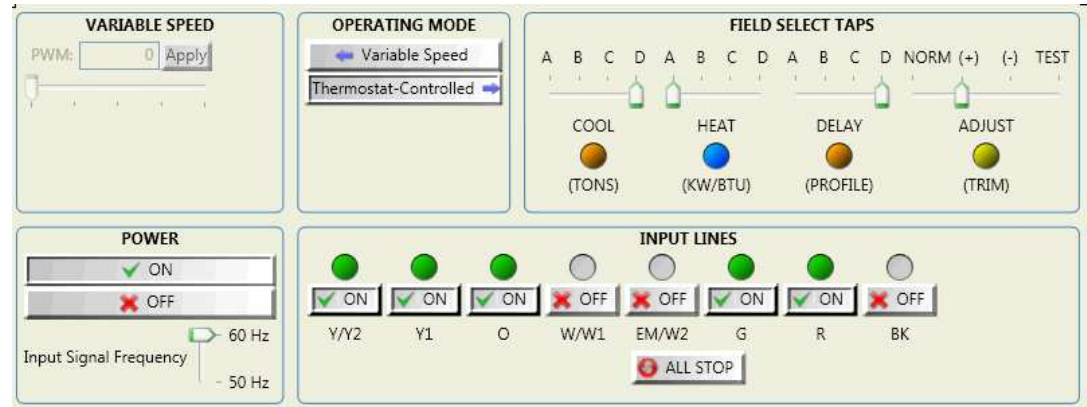 VARIABLE SPEED
PWM: 0 Apply
OPERATING MODE
Variable Speed
Thermostat-Controlled
FIELD SELECT TAPS
A B C D A B C D A B C D NORM (+) (-) TEST
COOL HEAT DELAY ADJUST
(TONS) (KW/BTU) (PROFILE) (TRIM)
POWER
ON
OFF
60 Hz
Input Signal Frequency
50 Hz
INPUT LINES
ON ON ON OFF OFF ON ON OFF
Y/Y2 Y1 O W/W1 EM/W2 G R BK
ALL STOP